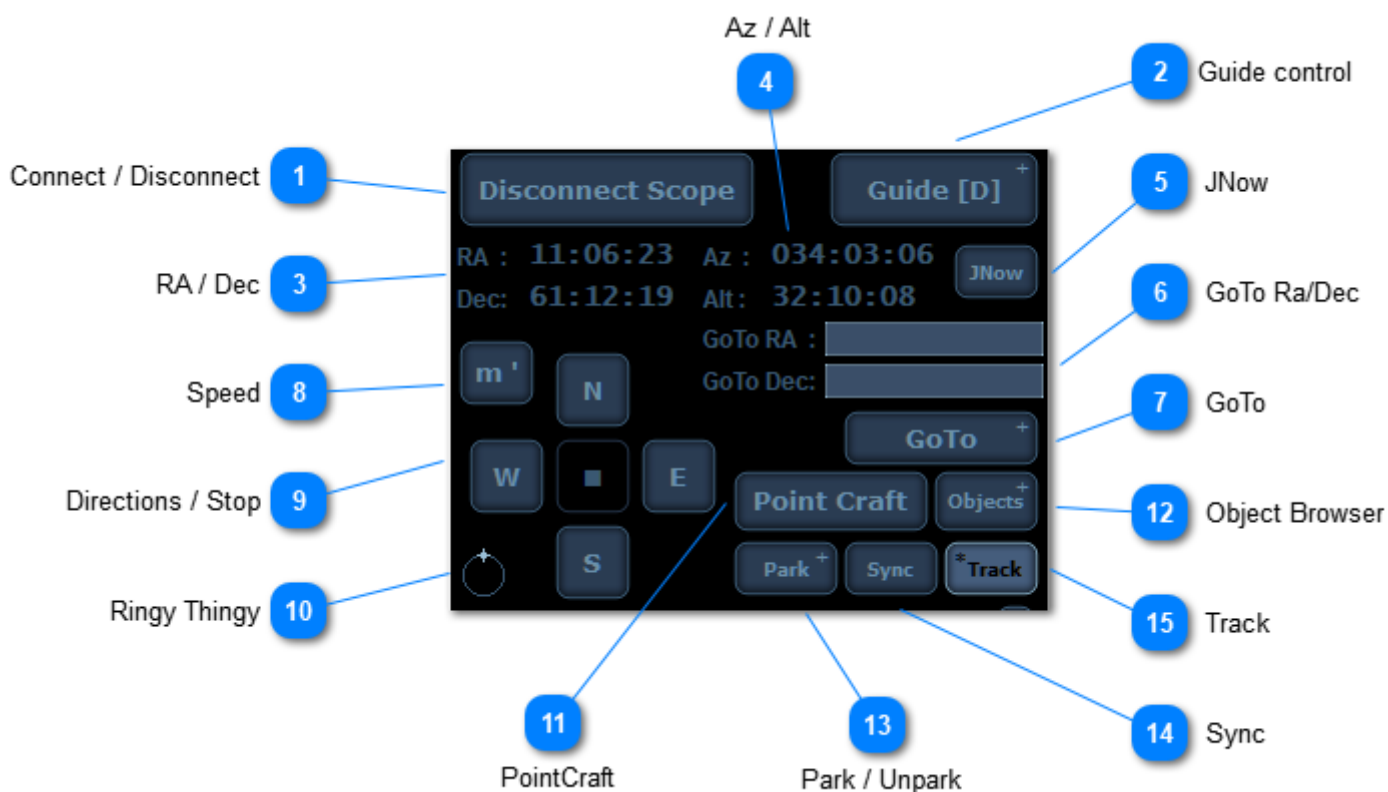 Az / Alt
4
2 Guide control
Connect / Disconnect 1
Disconnect Scope
Guide [D] +
5 JNow
RA : 11:06:23 Az : 034:03:06
JNow
RA / Dec 3
Dec: 61:12:19 Alt : 32:10:08
6 GoTo Ra/Dec
GoTo RA :
GoTo Dec:
Speed 8
m '
N
7 GoTo
GoTo +
W
E
Directions / Stop 9
Point Craft
Objects +
12 Object Browser
S
Park +
Sync
*Track
Ringy Thingy 10
15 Track
11
PointCraft
13
Park / Unpark
14 Sync